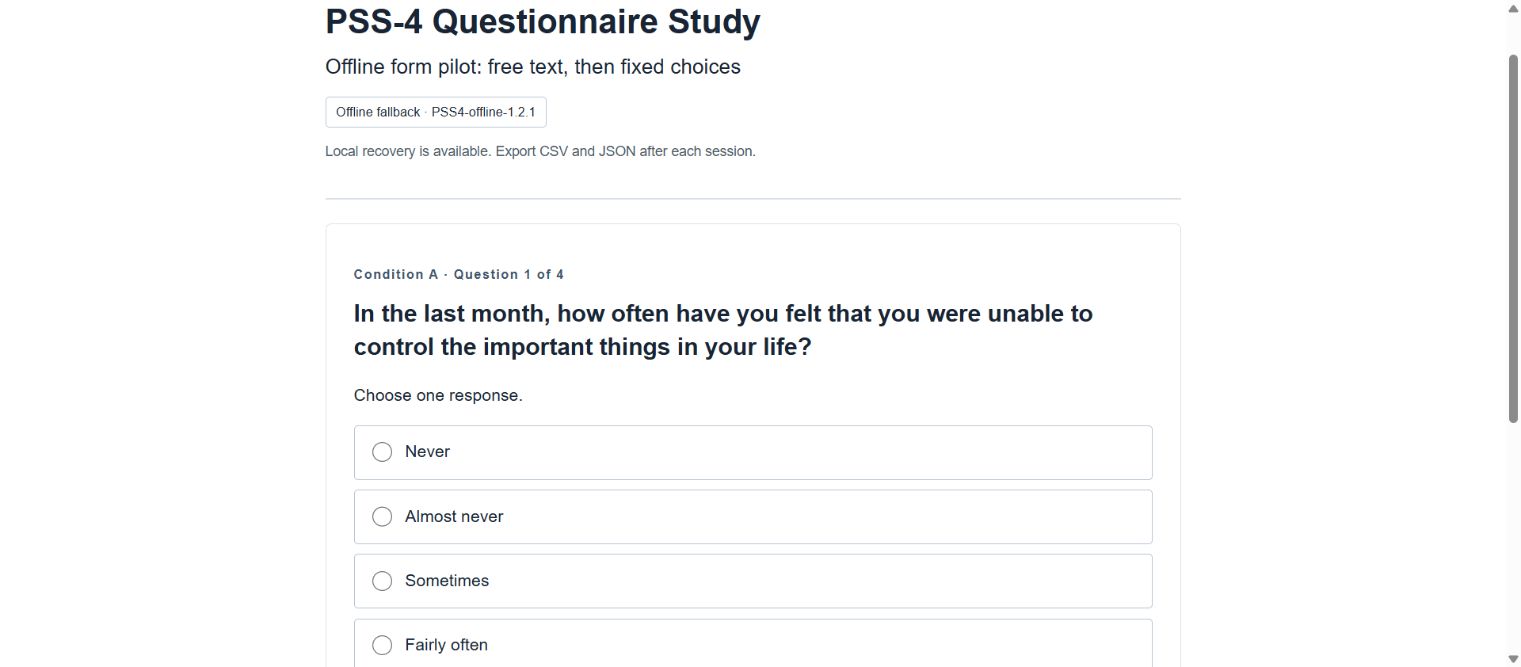 PSS-4 Questionnaire Study
Offline form pilot: free text, then fixed choices
Offline fallback · PSS4-offline-1.2.1
Local recovery is available. Export CSV and JSON after each session.
Condition A · Question 1 of 4
In the last month, how often have you felt that you were unable to
control the important things in your life?
Choose one response.
Never
Almost never
Sometimes
Fairly often